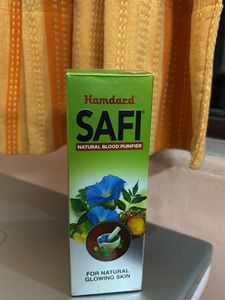 Hamdard
SAFI
NATURAL BLOOD PURIFIER
FOR NATURAL
GLOWING SKIN